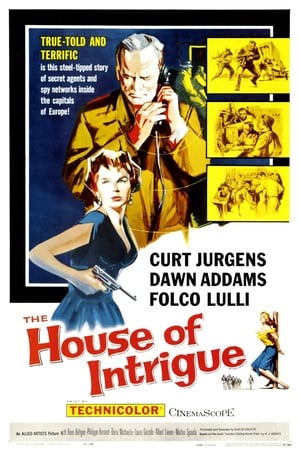 TRUE-TOLD AND
TERRIFIC
is this steel-tipped story
of secret agents and
spy networks inside
the capitals
of Europe!
CURT JURGENS
DAWN ADDAMS
FOLCO LULLI
THE
House of
Intrigue
TECHNICOLOR
CINEMASCOPE
AN ALLIED ARTISTS Picture